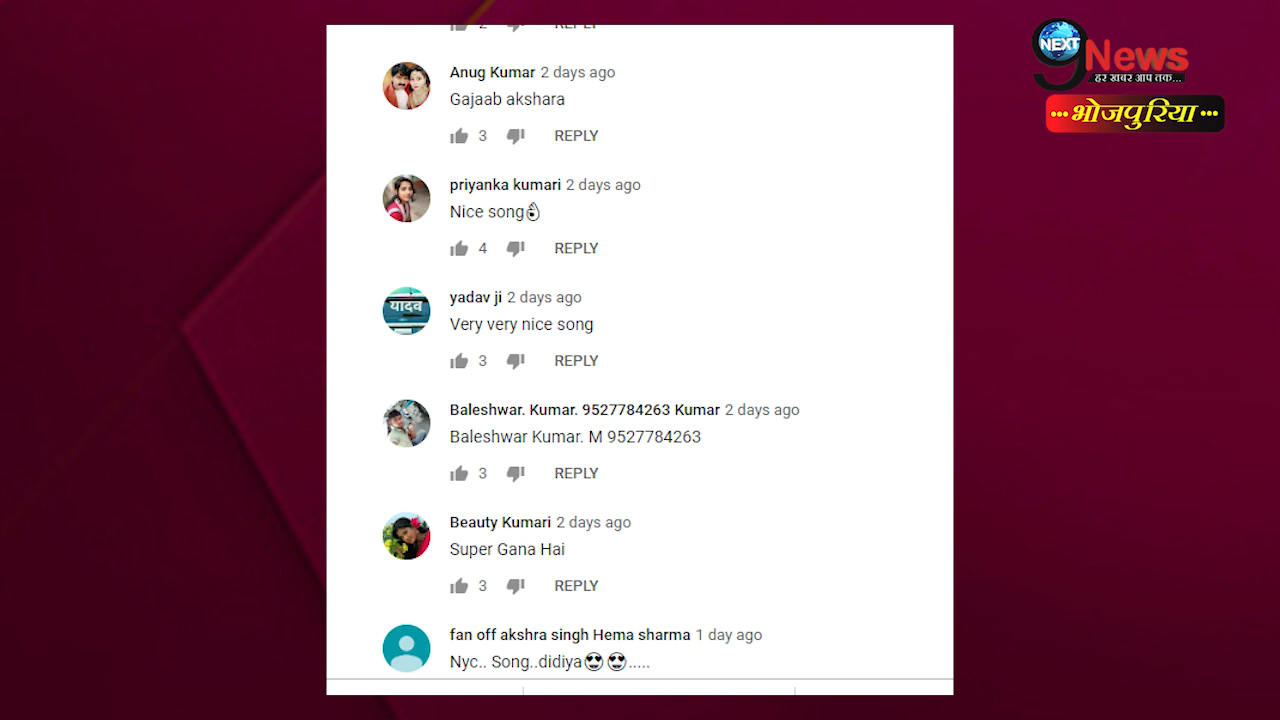 2 REPLY
Anug Kumar 2 days ago
Gajaab akshara
3 REPLY
priyanka kumari 2 days ago
Nice song👌
4 REPLY
yadav ji 2 days ago
Very very nice song
3 REPLY
यादव
Baleshwar. Kumar. 9527784263 Kumar 2 days ago
Baleshwar Kumar. M 9527784263
3 REPLY
Beauty Kumari 2 days ago
Super Gana Hai
3 REPLY
fan off akshra singh Hema sharma 1 day ago
Nyc.. Song..didiya😍😍.....
NEXT
9 News
हर खबर आप तक...
...भोजपुरिया...